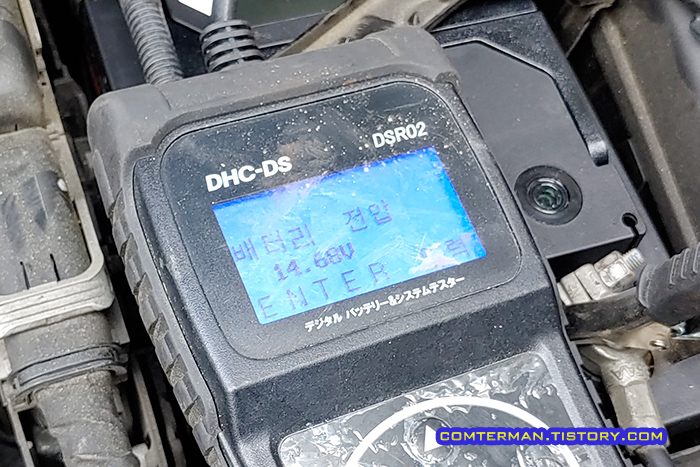 DHC-DS DSR02
배터리 전압
14.68V
ENTER
デジタル バッテリー&システムテスター
COMTERMAN.TISTORY.COM